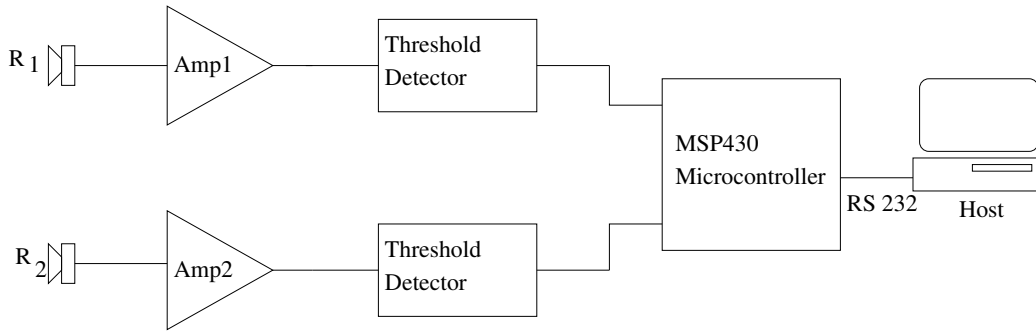 R 1
Amp1
Threshold
Detector
MSP430
Microcontroller
RS 232
Host
R 2
Amp2
Threshold
Detector